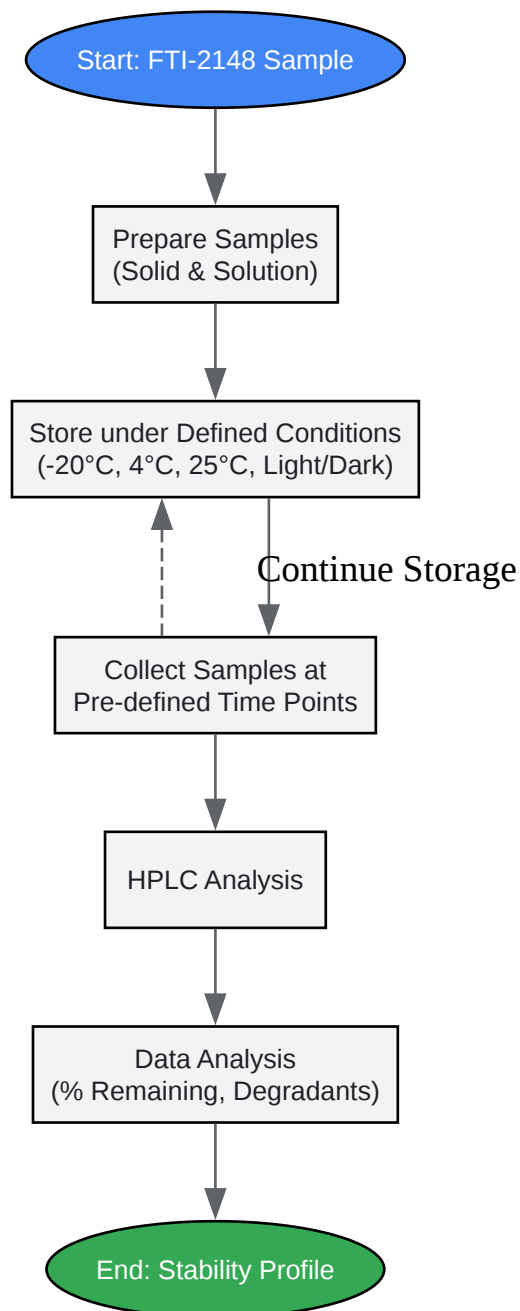 Start: FTI-2148 Sample
Prepare Samples
(Solid & Solution)
Store under Defined Conditions
(-20°C, 4°C, 25°C, Light/Dark)
Continue Storage
Collect Samples at
Pre-defined Time Points
HPLC Analysis
Data Analysis
(% Remaining, Degradants)
End: Stability Profile